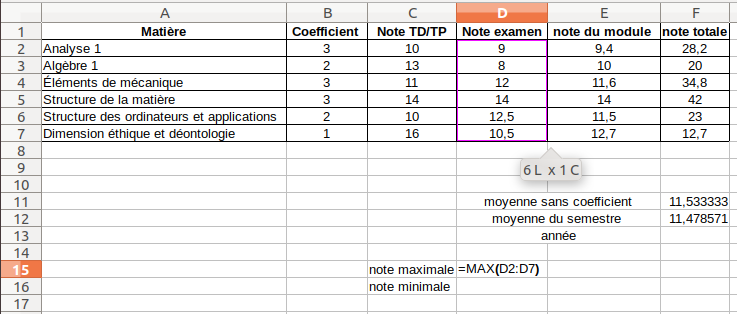 A B C D E F
1 Matière Coefficient Note TD/TP Note examen note du module note totale
2 Analyse 1 3 10 9 9,4 28,2
3 Algèbre 1 2 13 8 10 20
4 Éléments de mécanique 3 11 12 11,6 34,8
5 Structure de la matière 3 14 14 14 42
6 Structure des ordinateurs et applications 2 10 12,5 11,5 23
7 Dimension éthique et déontologie 1 16 10,5 12,7 12,7
8
9 6 L x 1 C
10
11 moyenne sans coefficient 11,533333
12 moyenne du semestre 11,478571
13 année
14
15 note maximale =MAX(D2:D7)
16 note minimale
17